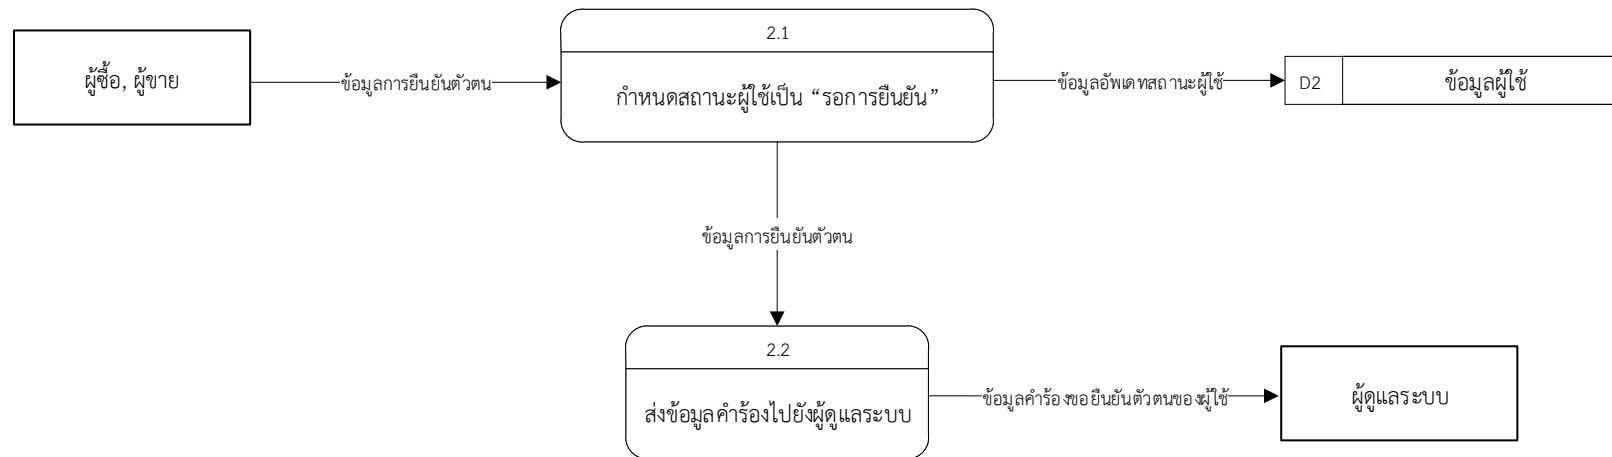 2.1
ผู้ซื้อ, ผู้ขาย
ข้อมูลการยืนยันตัวตน
กำหนดสถานะผู้ใช้เป็น “รอการยืนยัน”
ข้อมูลอัพเดทสถานะผู้ใช้
D2
ข้อมูลผู้ใช้
ข้อมูลการยืนยันตัวตน
2.2
ส่งข้อมูลคำร้องไปยังผู้ดูแลระบบ
ข้อมูลคำร้องขอยืนยันตัวตนของผู้ใช้
ผู้ดูแลระบบ